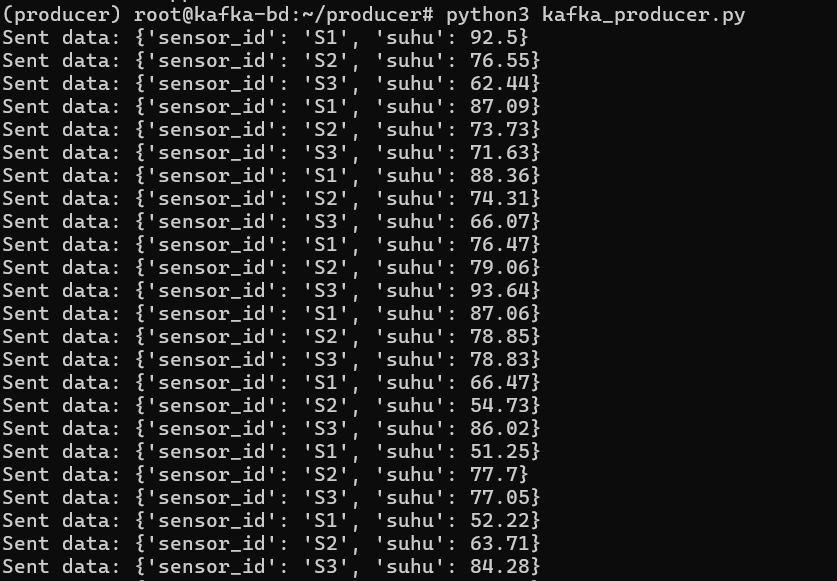 (producer) root@kafka-bd:~/producer# python3 kafka_producer.py
Sent data: {'sensor_id': 'S1', 'suhu': 92.5}
Sent data: {'sensor_id': 'S2', 'suhu': 76.55}
Sent data: {'sensor_id': 'S3', 'suhu': 62.44}
Sent data: {'sensor_id': 'S1', 'suhu': 87.09}
Sent data: {'sensor_id': 'S2', 'suhu': 73.73}
Sent data: {'sensor_id': 'S3', 'suhu': 71.63}
Sent data: {'sensor_id': 'S1', 'suhu': 88.36}
Sent data: {'sensor_id': 'S2', 'suhu': 74.31}
Sent data: {'sensor_id': 'S3', 'suhu': 66.07}
Sent data: {'sensor_id': 'S1', 'suhu': 76.47}
Sent data: {'sensor_id': 'S2', 'suhu': 79.06}
Sent data: {'sensor_id': 'S3', 'suhu': 93.64}
Sent data: {'sensor_id': 'S1', 'suhu': 87.06}
Sent data: {'sensor_id': 'S2', 'suhu': 78.85}
Sent data: {'sensor_id': 'S3', 'suhu': 78.83}
Sent data: {'sensor_id': 'S1', 'suhu': 66.47}
Sent data: {'sensor_id': 'S2', 'suhu': 54.73}
Sent data: {'sensor_id': 'S3', 'suhu': 86.02}
Sent data: {'sensor_id': 'S1', 'suhu': 51.25}
Sent data: {'sensor_id': 'S2', 'suhu': 77.7}
Sent data: {'sensor_id': 'S3', 'suhu': 77.05}
Sent data: {'sensor_id': 'S1', 'suhu': 52.22}
Sent data: {'sensor_id': 'S2', 'suhu': 63.71}
Sent data: {'sensor_id': 'S3', 'suhu': 84.28}